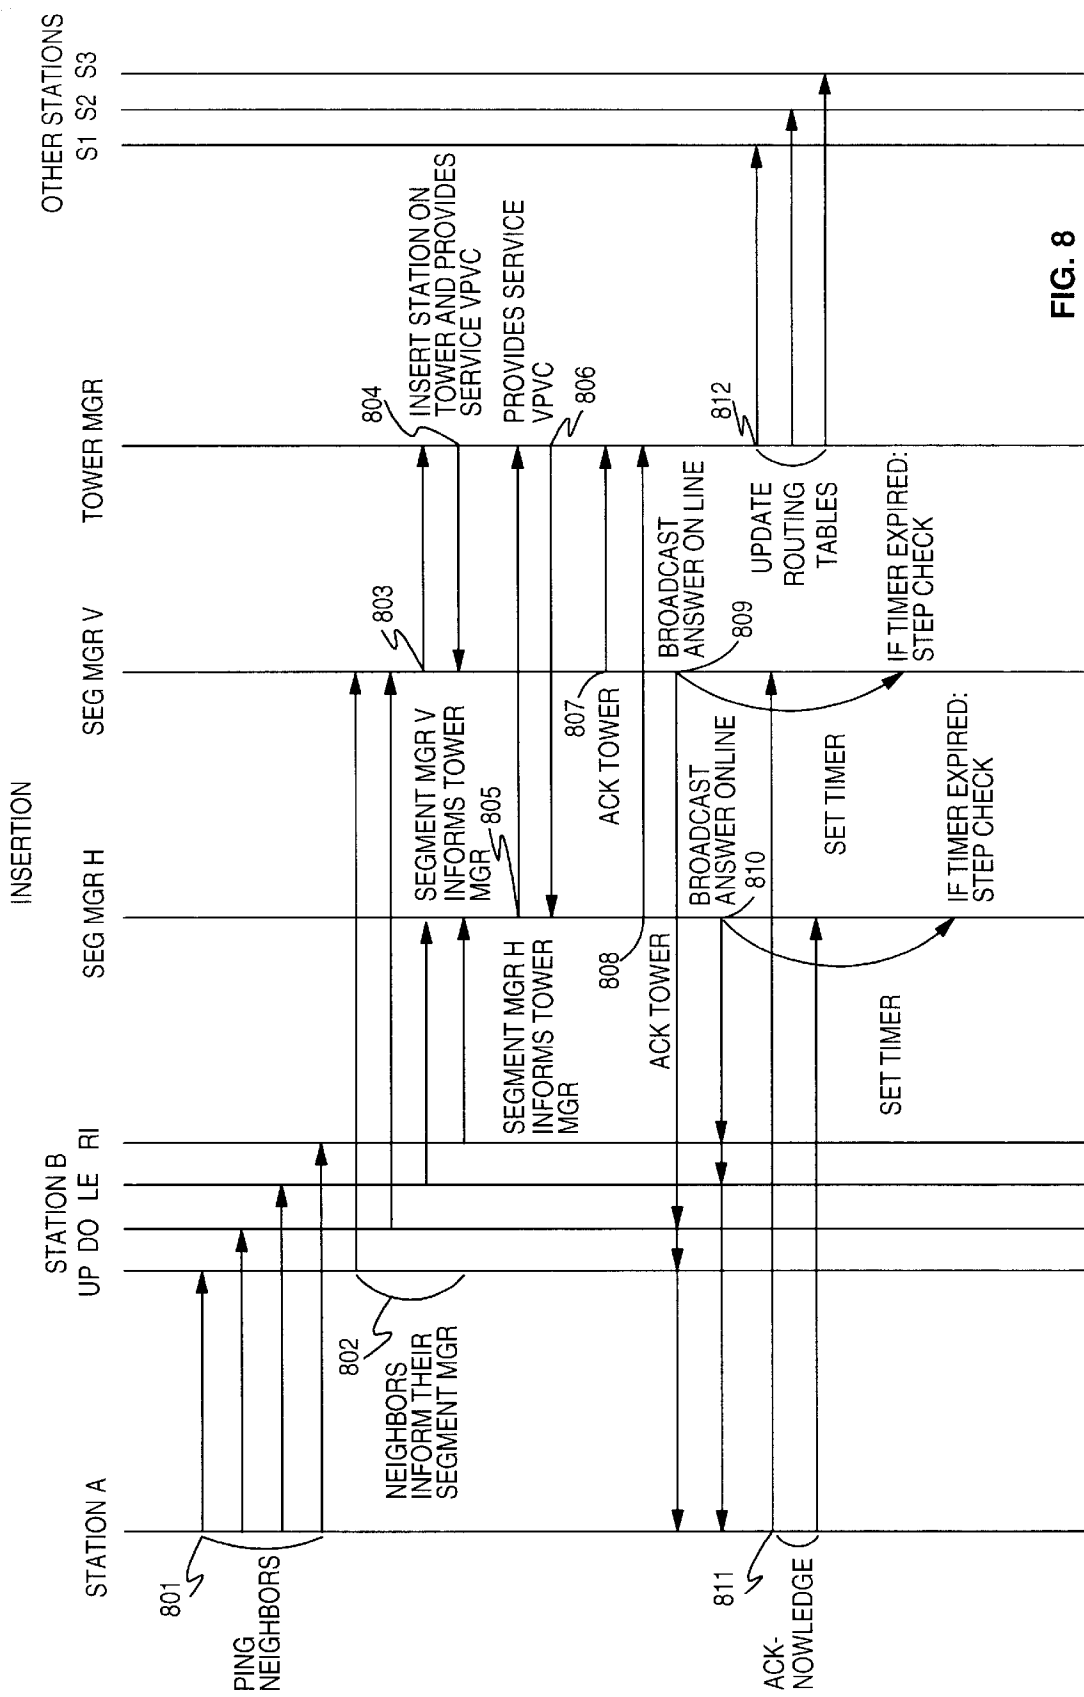 INSERTION
STATION A
STATION B
UP DO LE RI
SEG MGR H
SEG MGR V
TOWER MGR
OTHER STATIONS
S1 S2 S3
801
PING
NEIGHBORS
802
NEIGHBORS
INFORM THEIR
SEGMENT MGR
803
SEGMENT MGR V
INFORMS TOWER
MGR
804
INSERT STATION ON
TOWER AND PROVIDES
SERVICE VPVC
805
SEGMENT MGR H
INFORMS TOWER
MGR
PROVIDES SERVICE
VPVC
806
807
ACK TOWER
808
ACK TOWER
BROADCAST
ANSWER ON LINE
809
BROADCAST
ANSWER ONLINE
810
811
ACK-
NOWLEDGE
812
UPDATE
ROUTING
TABLES
SET TIMER
IF TIMER EXPIRED:
STEP CHECK
SET TIMER
IF TIMER EXPIRED:
STEP CHECK
FIG. 8